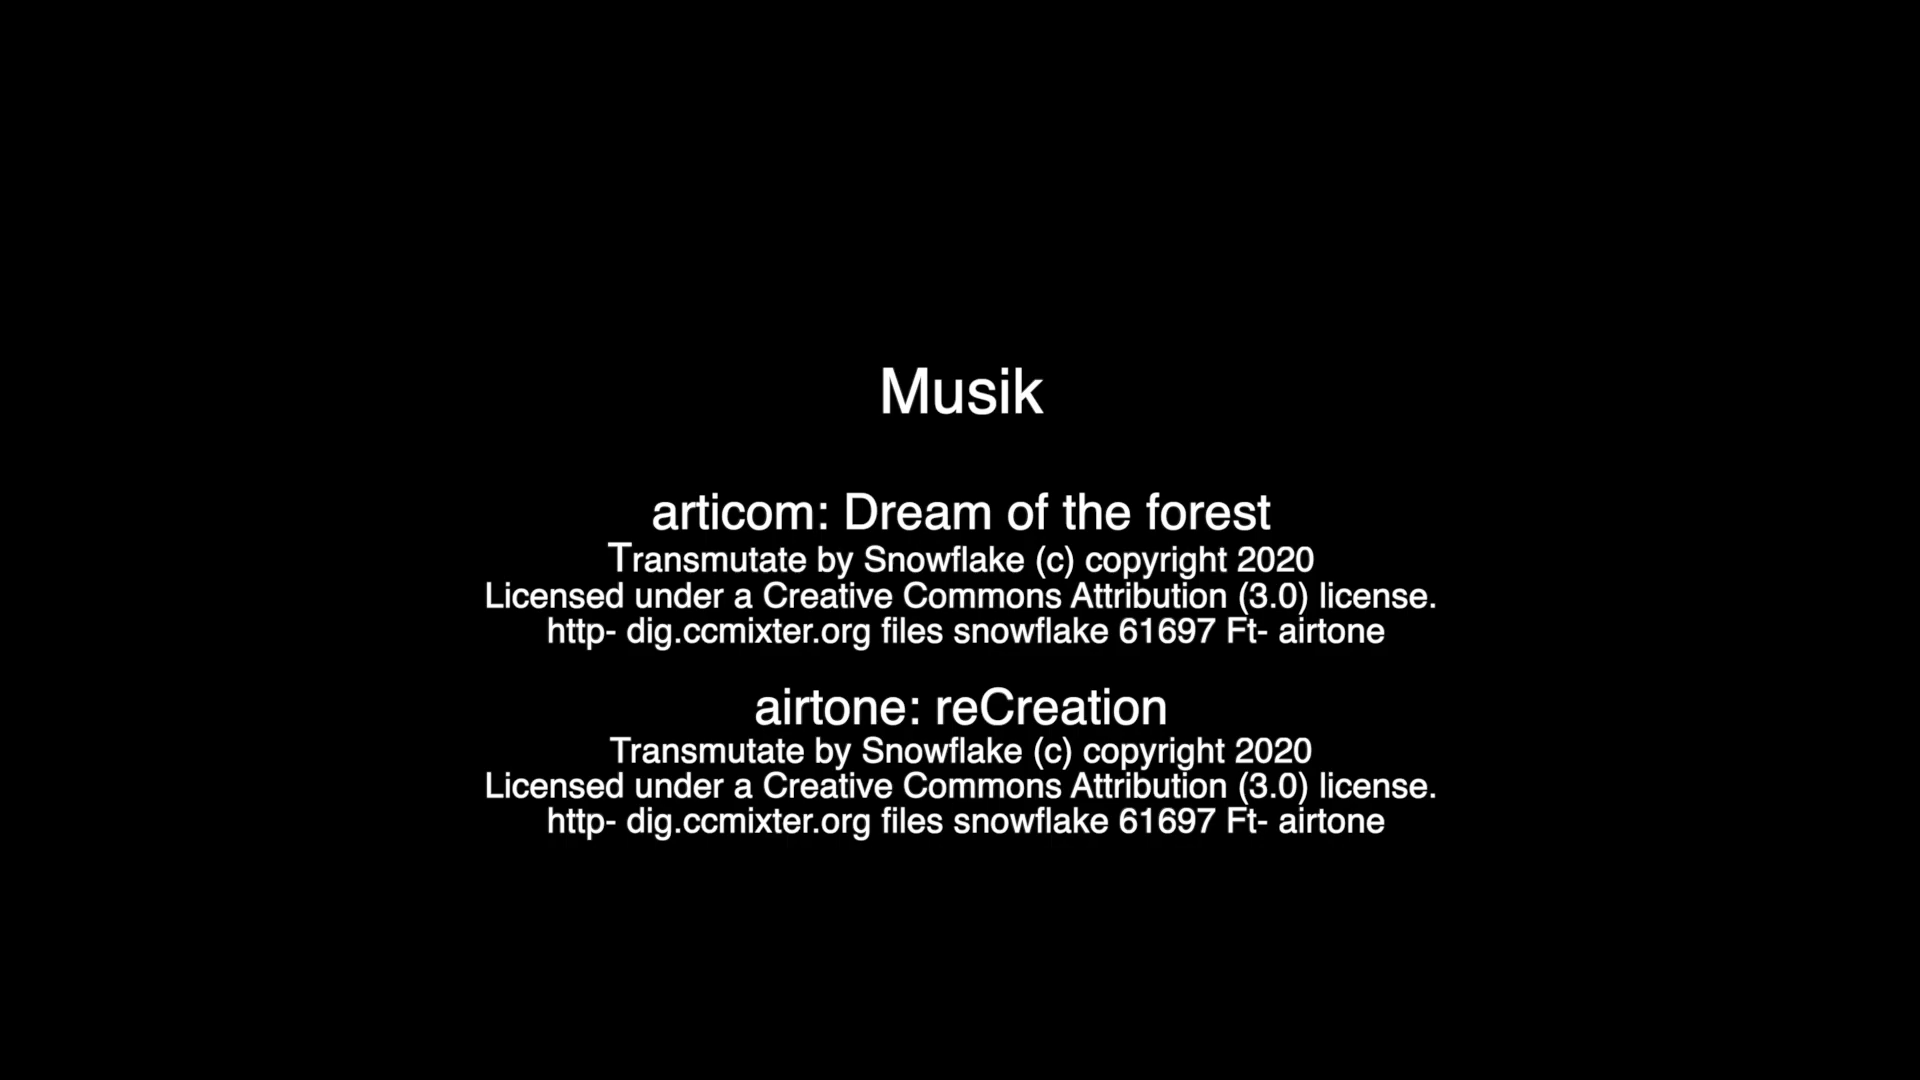 Musik
articom: Dream of the forest
Transmutate by Snowflake (c) copyright 2020
Licensed under a Creative Commons Attribution (3.0) license.
http- dig.ccmixter.org files snowflake 61697 Ft- airtone
airtone: reCreation
Transmutate by Snowflake (c) copyright 2020
Licensed under a Creative Commons Attribution (3.0) license.
http- dig.ccmixter.org files snowflake 61697 Ft- airtone